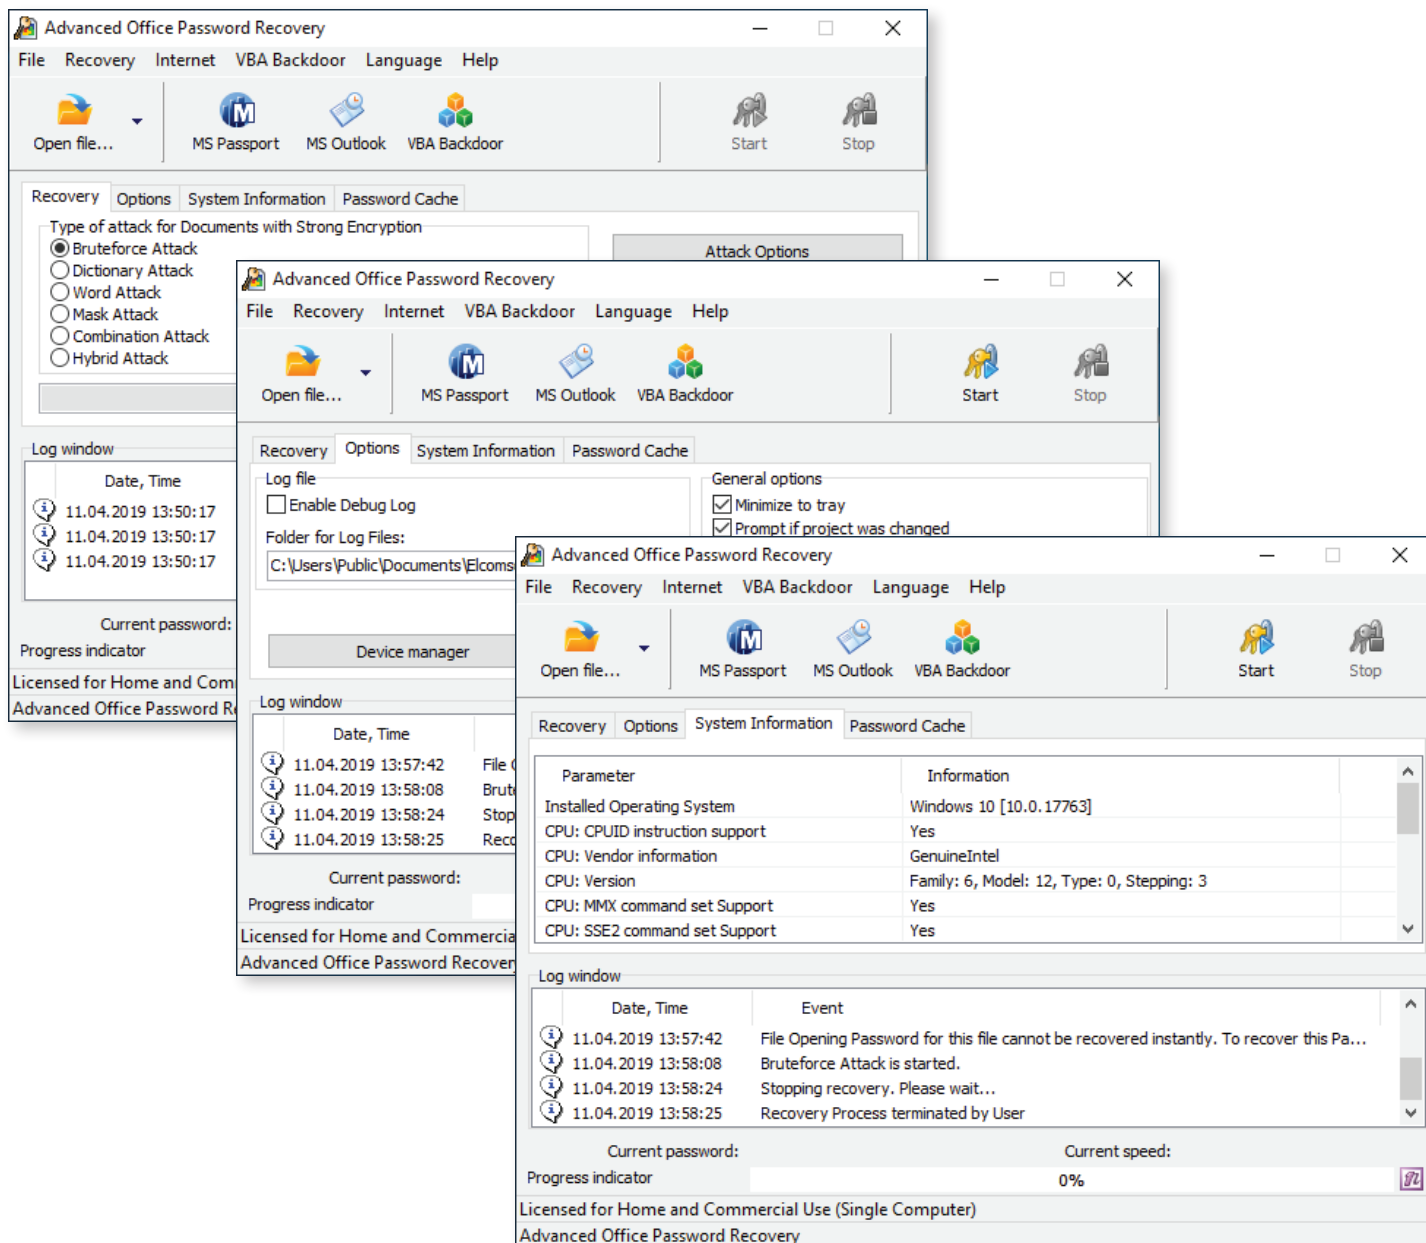 Advanced Office Password Recovery
File Recovery Internet VBA Backdoor Language Help
Open file... MS Passport MS Outlook VBA Backdoor Start Stop
Recovery Options System Information Password Cache
Type of attack for Documents with Strong Encryption
Bruteforce Attack
Attack Options
Dictionary Attack
Word Attack
Mask Attack
Combination Attack
Hybrid Attack
Log window
Date, Time
11.04.2019 13:50:17
11.04.2019 13:50:17
11.04.2019 13:50:17
Current password:
Progress indicator
Licensed for Home and Com
Advanced Office Password R
Advanced Office Password Recovery
File Recovery Internet VBA Backdoor Language Help
Open file... MS Passport MS Outlook VBA Backdoor Start Stop
Recovery Options System Information Password Cache
Log file
Enable Debug Log
Folder for Log Files:
C:\Users\Public\Documents\Elcoms
General options
Minimize to tray
Prompt if project was changed
Device manager
Log window
Date, Time
11.04.2019 13:57:42 File
11.04.2019 13:58:08 Brut
11.04.2019 13:58:24 Stop
11.04.2019 13:58:25 Reco
Current password:
Progress indicator
Licensed for Home and Commercia
Advanced Office Password Recover
Advanced Office Password Recovery
File Recovery Internet VBA Backdoor Language Help
Open file... MS Passport MS Outlook VBA Backdoor Start Stop
Recovery Options System Information Password Cache
Parameter Information
Installed Operating System Windows 10 [10.0.17763]
CPU: CPUID instruction support Yes
CPU: Vendor information GenuineIntel
CPU: Version Family: 6, Model: 12, Type: 0, Stepping: 3
CPU: MMX command set Support Yes
CPU: SSE2 command set Support Yes
Log window
Date, Time Event
11.04.2019 13:57:42 File Opening Password for this file cannot be recovered instantly. To recover this Pa...
11.04.2019 13:58:08 Bruteforce Attack is started.
11.04.2019 13:58:24 Stopping recovery. Please wait...
11.04.2019 13:58:25 Recovery Process terminated by User
Current password: Current speed:
Progress indicator 0%
Licensed for Home and Commercial Use (Single Computer)
Advanced Office Password Recovery